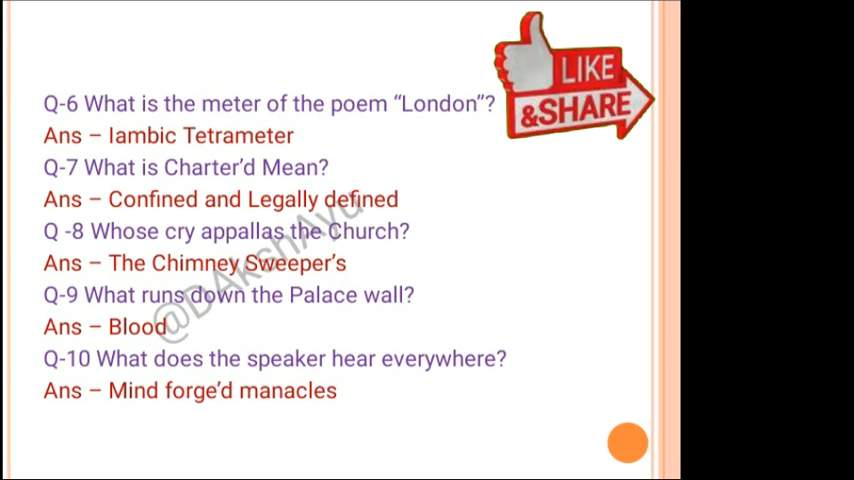 LIKE
&SHARE
Q-6 What is the meter of the poem “London”?
Ans – Iambic Tetrameter
Q-7 What is Charter’d Mean?
Ans – Confined and Legally defined
Q -8 Whose cry appallas the Church?
Ans – The Chimney Sweeper’s
Q-9 What runs down the Palace wall?
Ans – Blood
Q-10 What does the speaker hear everywhere?
Ans – Mind forge’d manacles
@DAkshAyu